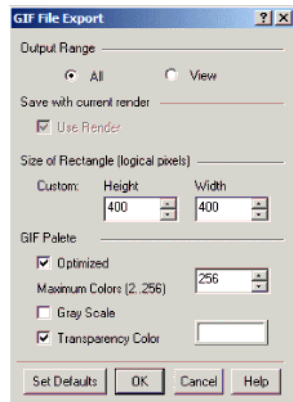 GIF File Export
Output Range
All View
Save with current render
Use Render
Size of Rectangle (logical pixels)
Custom: Height Width
400 400
GIF Palete
Optimized
Maximum Colors (2..256) 256
Gray Scale
Transparency Color
Set Defaults OK Cancel Help